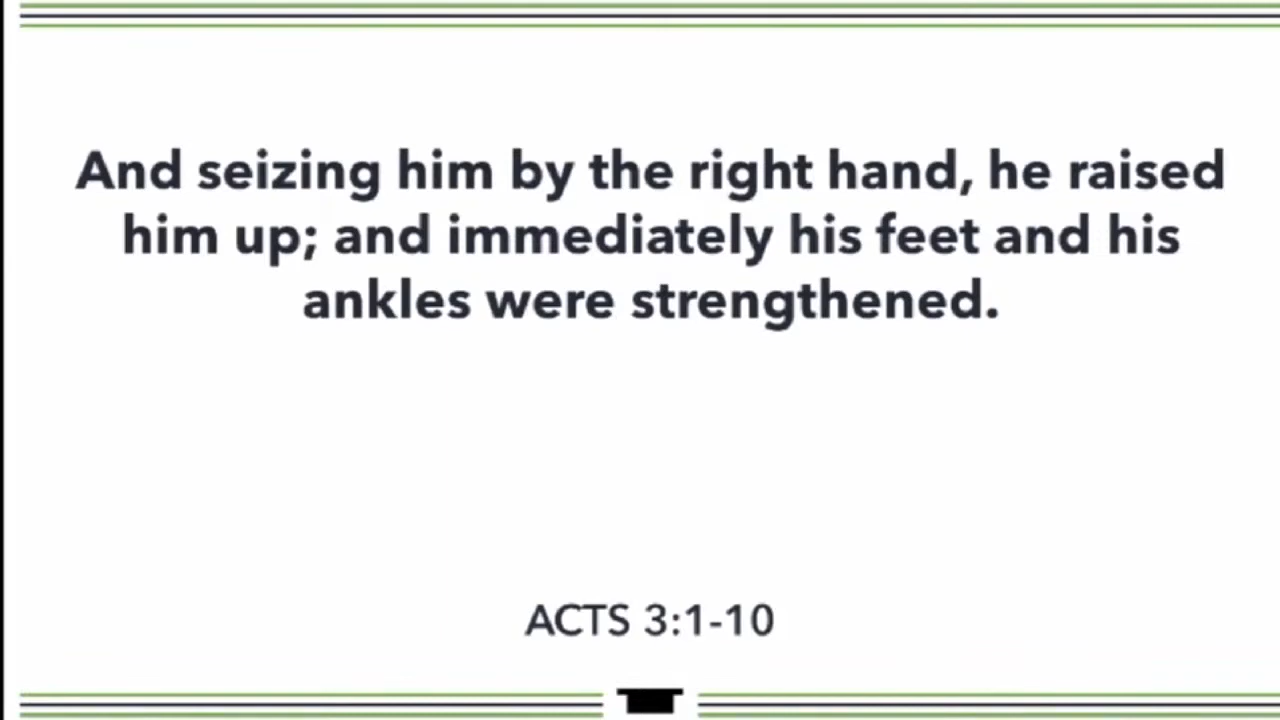 And seizing him by the right hand, he raised
him up; and immediately his feet and his
ankles were strengthened.
ACTS 3:1-10